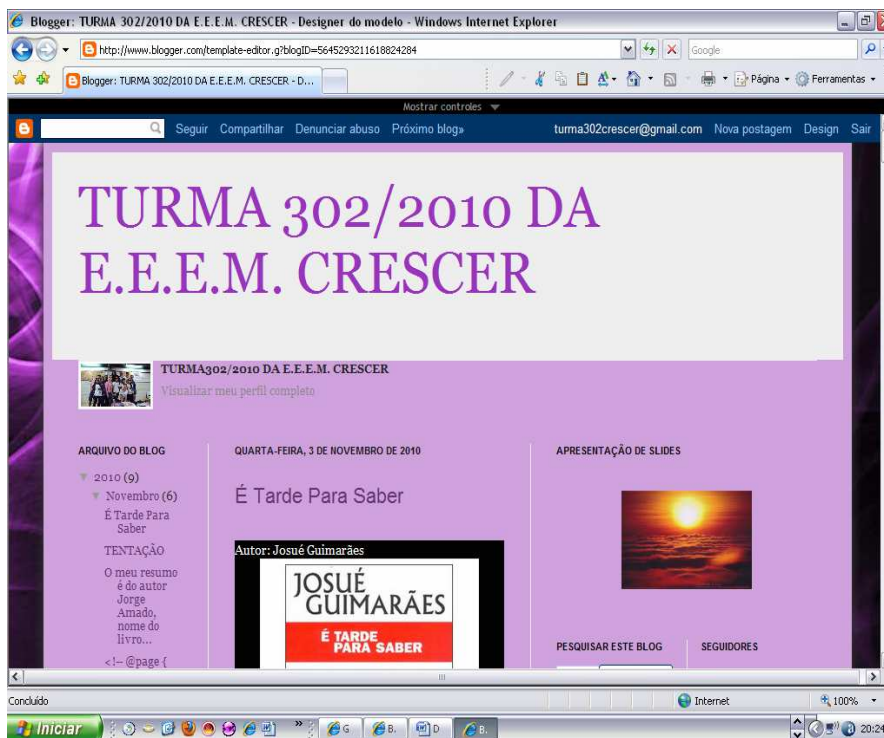 Blogger: TURMA 302/2010 DA E.E.E.M. CRESCER - Designer do modelo - Windows Internet Explorer
http://www.blogger.com/template-editor.g?blogID=5645293211618824284
Google
Blogger: TURMA 302/2010 DA E.E.E.M. CRESCER - D...
Página
Ferramentas
Mostrar controles
Seguir Compartilhar Denunciar abuso Próximo blog» turma302crescer@gmail.com Nova postagem Design Sair
TURMA 302/2010 DA
E.E.E.M. CRESCER
TURMA302/2010 DA E.E.E.M. CRESCER
Visualizar meu perfil completo
ARQUIVO DO BLOG
▼ 2010 (9)
▼ Novembro (6)
É Tarde Para
Saber
TENTAÇÃO
O meu resumo
é do autor
Jorge
Amado,
nome do
livro...
<!-- @page {
QUARTA-FEIRA, 3 DE NOVEMBRO DE 2010
É Tarde Para Saber
Autor: Josué Guimarães
JOSUÉ
GUIMARÃES
É TARDE
PARA SABER
APRESENTAÇÃO DE SLIDES
PESQUISAR ESTE BLOG
SEGUIDORES
Concluído
Internet
100%
Iniciar
G
B.
D
B.
20:24